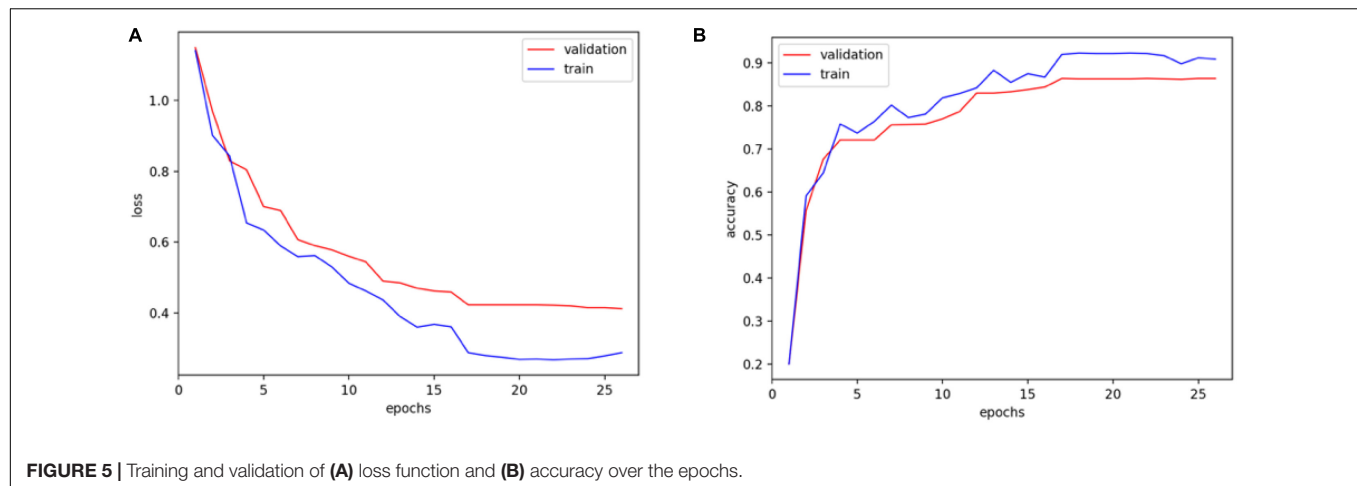 A
validation
train
1.0
0.8
0.6
0.4
loss
0
5
10
15
20
25
epochs
B
validation
train
0.9
0.8
0.7
0.6
0.5
0.4
0.3
0.2
accuracy
0
5
10
15
20
25
epochs
FIGURE 5 | Training and validation of (A) loss function and (B) accuracy over the epochs.